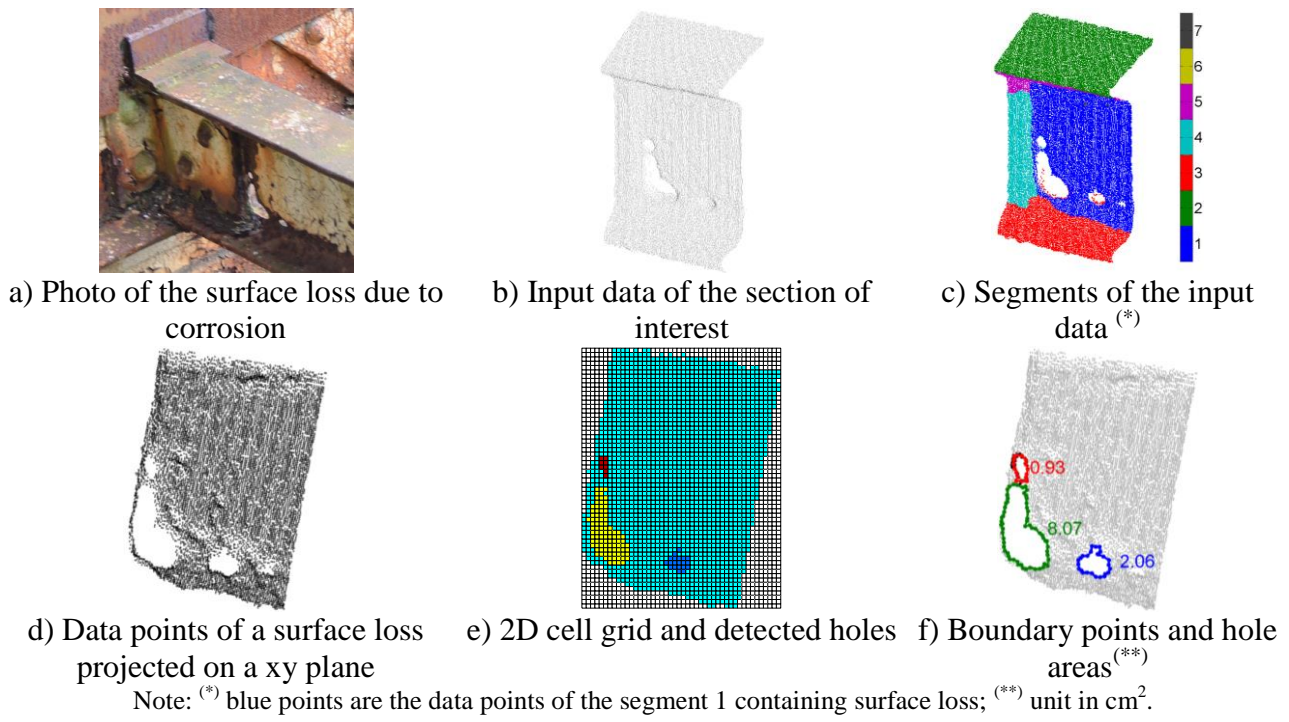 7
6
5
4
3
2
1
a) Photo of the surface loss due to
corrosion
b) Input data of the section of
interest
c) Segments of the input
data (*)
0.93
8.07
2.06
d) Data points of a surface loss
projected on a xy plane
e) 2D cell grid and detected holes
f) Boundary points and hole
areas(**)
Note: (*) blue points are the data points of the segment 1 containing surface loss; (**) unit in cm².